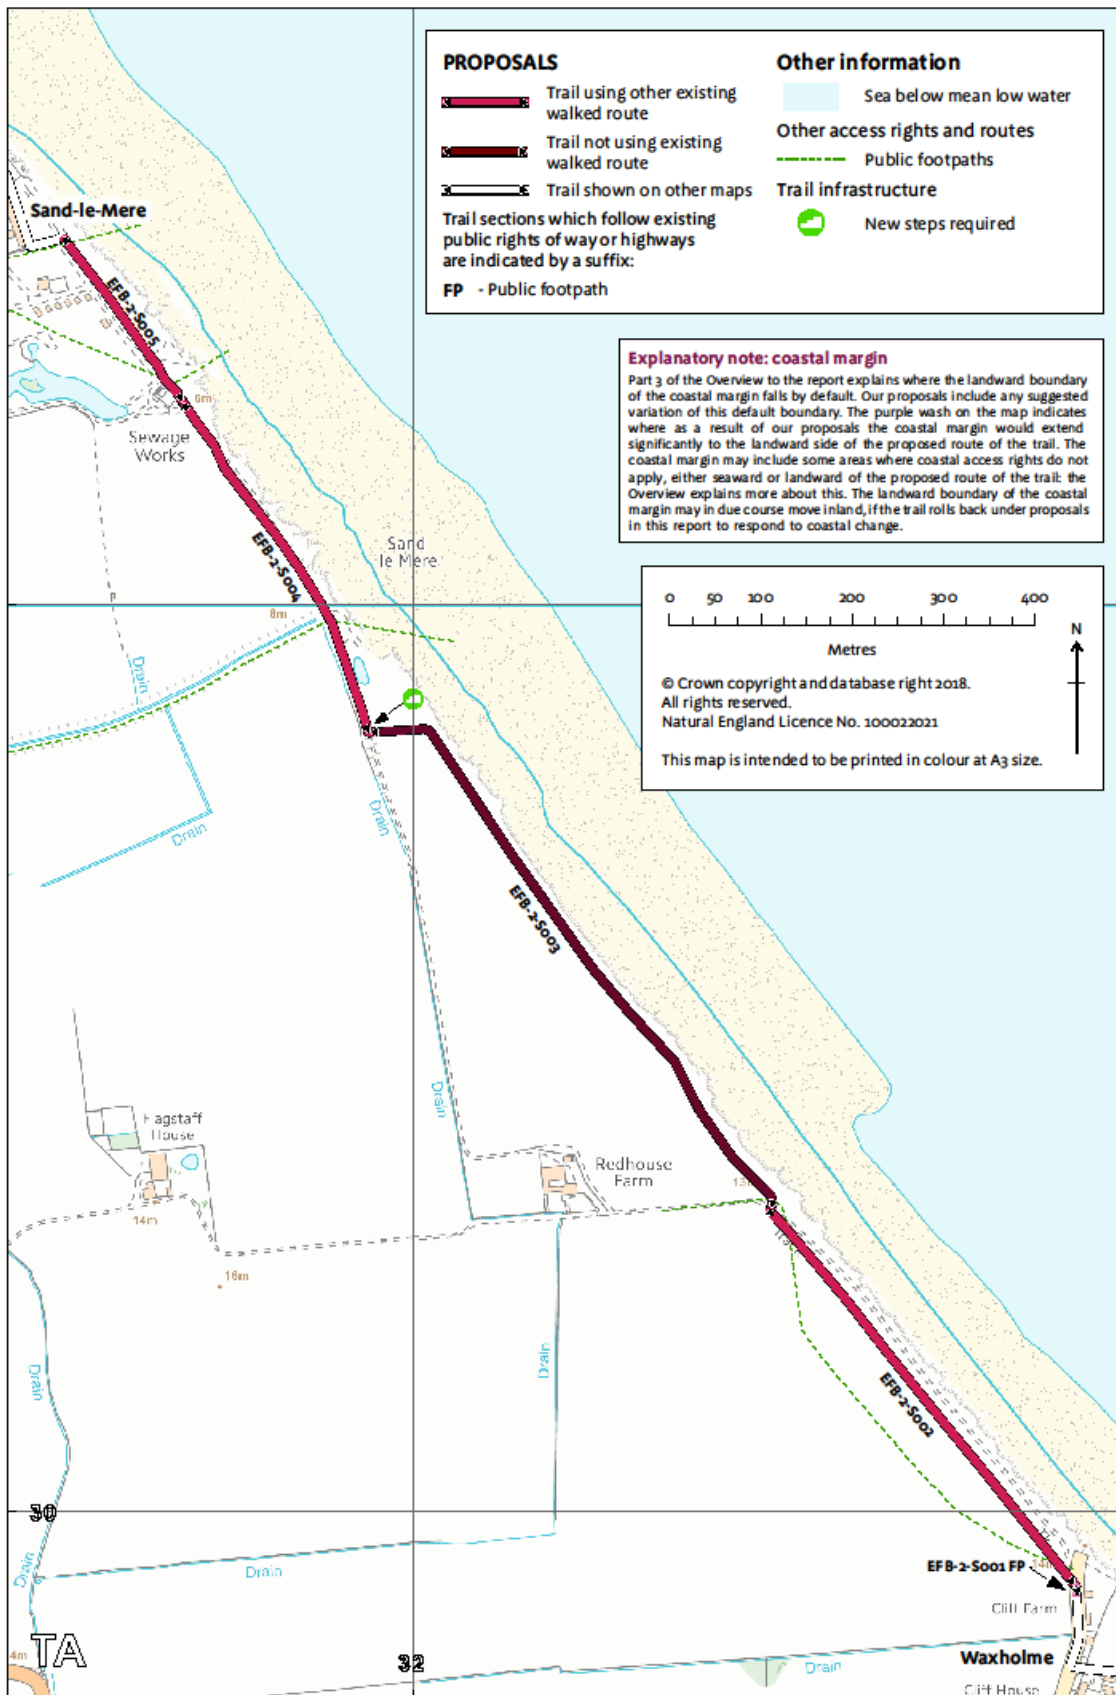 PROPOSALS
Trail using other existing
walked route
Trail not using existing
walked route
Trail shown on other maps
Trail sections which follow existing
public rights of way or highways
are indicated by a suffix:
FP - Public footpath
Other information
Sea below mean low water
Other access rights and routes
Public footpaths
Trail infrastructure
New steps required
Explanatory note: coastal margin
Part 3 of the Overview to the report explains where the landward boundary
of the coastal margin falls by default. Our proposals include any suggested
variation of this default boundary. The purple wash on the map indicates
where as a result of our proposals the coastal margin would extend
significantly to the landward side of the proposed route of the trail. The
coastal margin may include some areas where coastal access rights do not
apply, either seaward or landward of the proposed route of the trail: the
Overview explains more about this. The landward boundary of the coastal
margin may in due course move inland, if the trail rolls back under proposals
in this report to respond to coastal change.
0 50 100 200 300 400
Metres
N
© Crown copyright and database right 2018.
All rights reserved.
Natural England Licence No. 100022021
This map is intended to be printed in colour at A3 size.
Sand-le-Mere
EFB-2-S005
6m
Sewage
Works
EFB-2-S004
Sand
le Mere
8m
Drain
Drain
Drain
EFB-2-S003
Drain
Flagstaff
House
Redhouse
Farm
13m
14m
16m
Drain
Drain
EFB-2-S002
30
EFB-2-S001 FP
14m
Drain
Drain
Cliff Farm
TA
4m
32
Waxholme
Drain
Cliff House